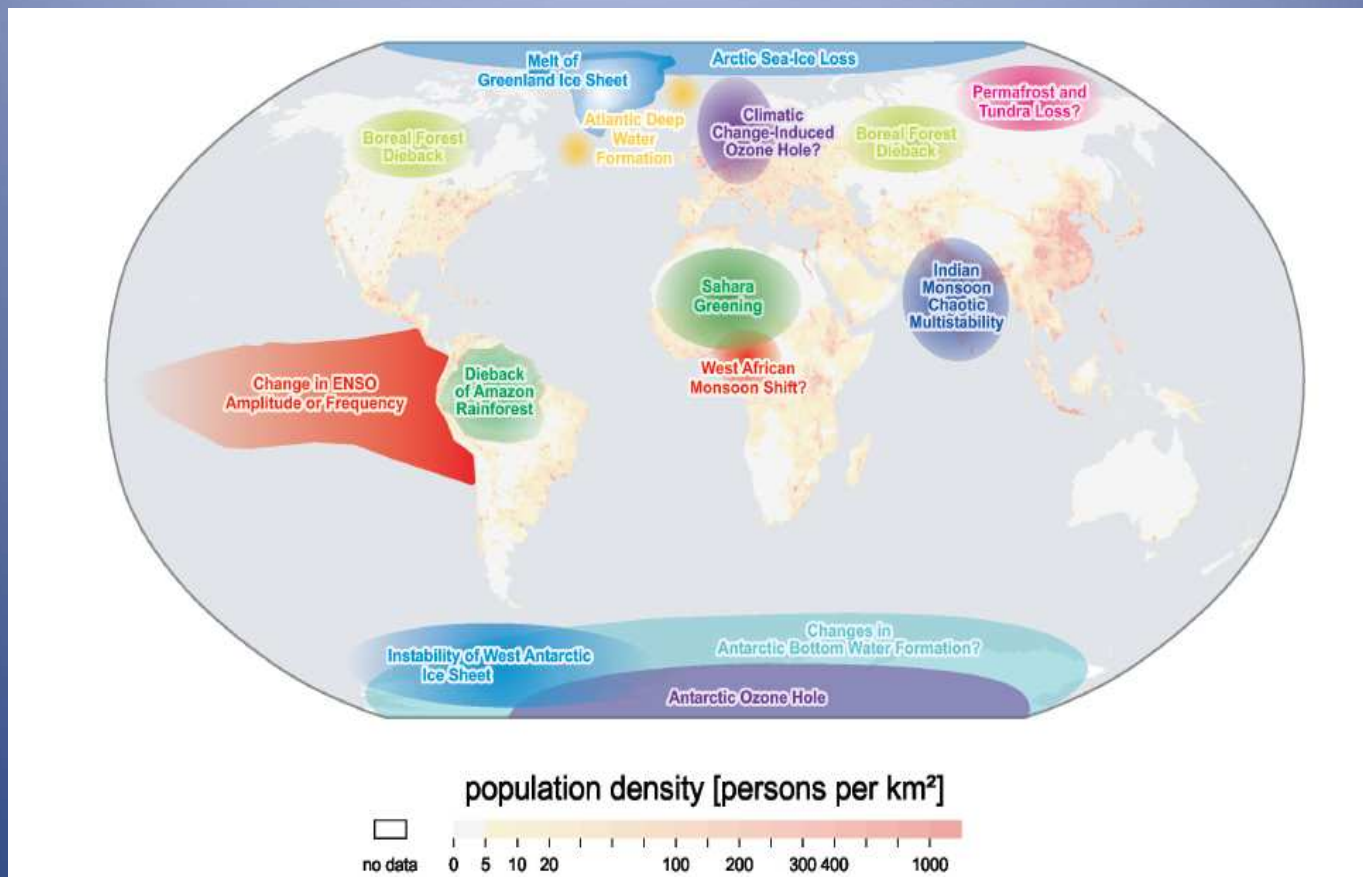 Melt of
Greenland Ice Sheet
Arctic Sea-Ice Loss
Permafrost and
Tundra Loss?
Atlantic Deep
Water
Formation
Climatic
Change-Induced
Ozone Hole?
Boreal Forest
Dieback
Boreal Forest
Dieback
Sahara
Greening
Indian
Monsoon
Chaotic
Multistability
West African
Monsoon Shift?
Change in ENSO
Amplitude or Frequency
Dieback
of Amazon
Rainforest
Changes in
Antarctic Bottom Water Formation?
Instability of West Antarctic
Ice Sheet
Antarctic Ozone Hole
population density [persons per km²]
no data 0 5 10 20 100 200 300 400 1000